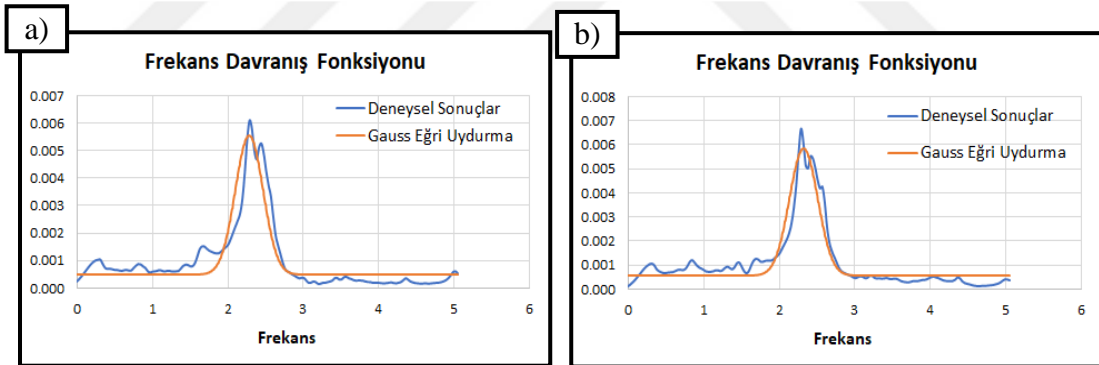 a)
Frekans Davranış Fonksiyonu
0.007
0.006
0.005
0.004
0.003
0.002
0.001
0.000
Deneysel Sonuçlar
Gauss Eğri Uydurma
0 1 2 3 4 5 6
Frekans
b)
Frekans Davranış Fonksiyonu
0.008
0.007
0.006
0.005
0.004
0.003
0.002
0.001
0.000
Deneysel Sonuçlar
Gauss Eğri Uydurma
0 1 2 3 4 5 6
Frekans